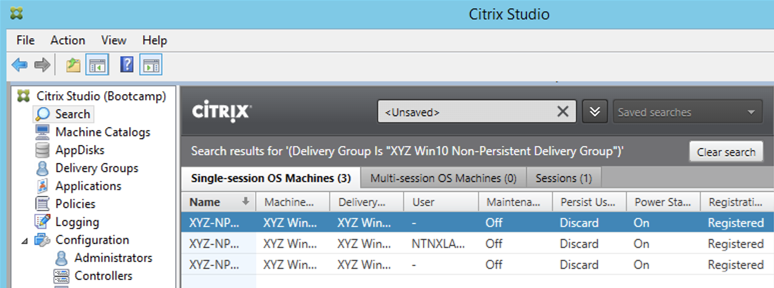 Citrix Studio
File Action View Help
Citrix Studio (Bootcamp)
Search
Machine Catalogs
AppDisks
Delivery Groups
Applications
Policies
Logging
Configuration
Administrators
Controllers
CITRIX
<Unsaved>
Saved searches
Search results for '(Delivery Group Is "XYZ Win10 Non-Persistent Delivery Group")'
Clear search
Single-session OS Machines (3) Multi-session OS Machines (0) Sessions (1)
Name Machine... Delivery... User Maintena... Persist Us... Power Sta... Registrati...
XYZ-NP... XYZ Win... XYZ Win... - Off Discard On Registered
XYZ-NP... XYZ Win... XYZ Win... NTNXLA... Off Discard On Registered
XYZ-NP... XYZ Win... XYZ Win... - Off Discard On Registered